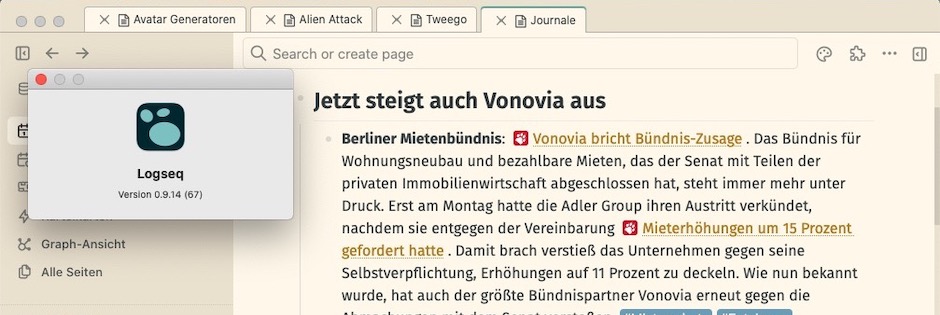 Avatar Generatoren
Alien Attack
Tweego
Journale
Search or create page
Logseq
Version 0.9.14 (67)
Graph-Ansicht
Alle Seiten
Jetzt steigt auch Vonovia aus
Berliner Mietenbündnis: Vonovia bricht Bündnis-Zusage . Das Bündnis für
Wohnungsneubau und bezahlbare Mieten, das der Senat mit Teilen der
privaten Immobilienwirtschaft abgeschlossen hat, steht immer mehr unter
Druck. Erst am Montag hatte die Adler Group ihren Austritt verkündet,
nachdem sie entgegen der Vereinbarung Mieterhöhungen um 15 Prozent
gefordert hatte . Damit brach verstieß das Unternehmen gegen seine
Selbstverpflichtung, Erhöhungen auf 11 Prozent zu deckeln. Wie nun bekannt
wurde, hat auch der größte Bündnispartner Vonovia erneut gegen die